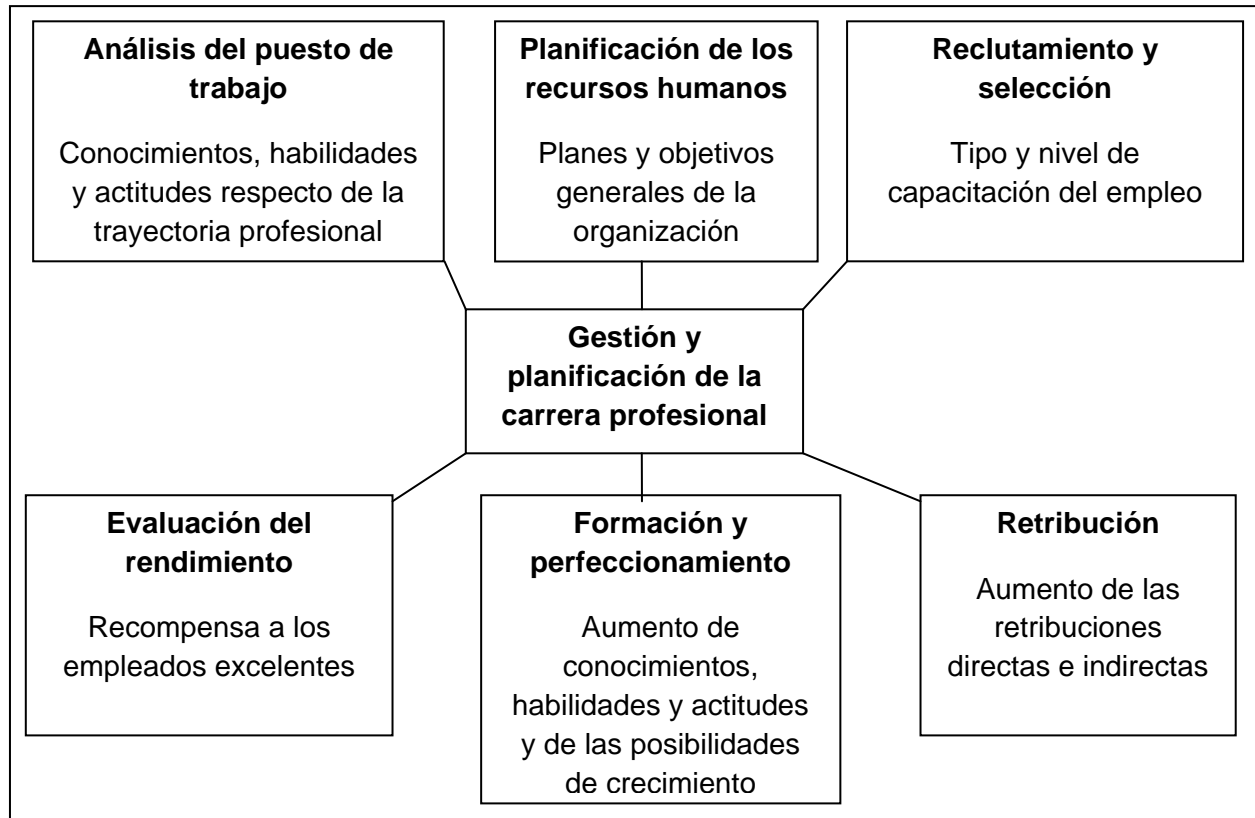 Análisis del puesto de
trabajo
Conocimientos, habilidades
y actitudes respecto de la
trayectoria profesional
Planificación de los
recursos humanos
Planes y objetivos
generales de la
organización
Reclutamiento y
selección
Tipo y nivel de
capacitación del empleo
Gestión y
planificación de la
carrera profesional
Evaluación del
rendimiento
Recompensa a los
empleados excelentes
Formación y
perfeccionamiento
Aumento de
conocimientos,
habilidades y actitudes
y de las posibilidades
de crecimiento
Retribución
Aumento de las
retribuciones
directas e indirectas